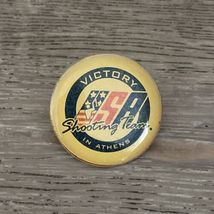 VICTORY
USA
Shooting Team
IN ATHENS